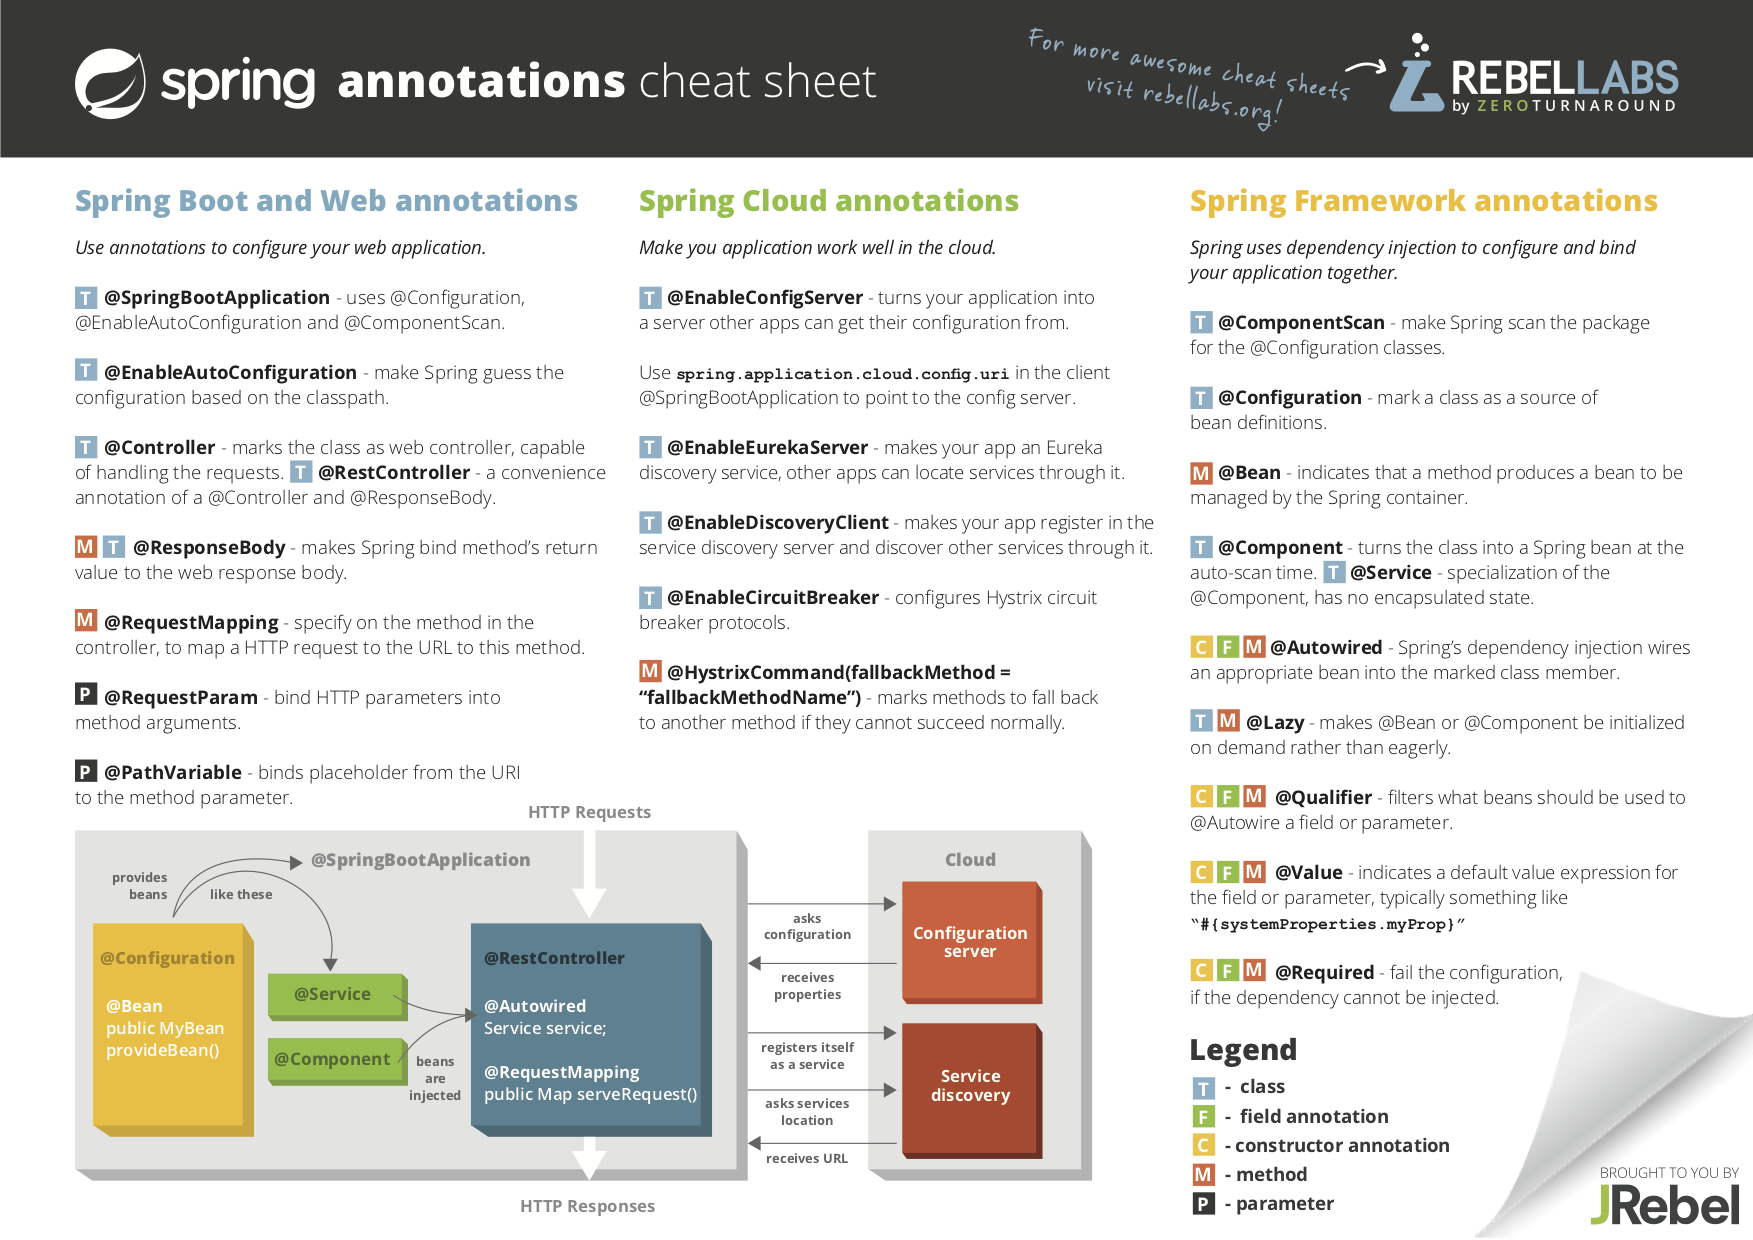 spring annotations cheat sheet
For more awesome cheat sheets
visit rebellabs.org!
REBELLABS
by ZEROTURNAROUND
Spring Boot and Web annotations
Use annotations to configure your web application.
T @SpringBootApplication - uses @Configuration,
@EnableAutoConfiguration and @ComponentScan.
T @EnableAutoConfiguration - make Spring guess the
configuration based on the classpath.
T @Controller - marks the class as web controller, capable
of handling the requests. T @RestController - a convenience
annotation of a @Controller and @ResponseBody.
M T @ResponseBody - makes Spring bind method’s return
value to the web response body.
M @RequestMapping - specify on the method in the
controller, to map a HTTP request to the URL to this method.
P @RequestParam - bind HTTP parameters into
method arguments.
P @PathVariable - binds placeholder from the URI
to the method parameter.
Spring Cloud annotations
Make you application work well in the cloud.
T @EnableConfigServer - turns your application into
a server other apps can get their configuration from.
Use spring.application.cloud.config.uri in the client
@SpringBootApplication to point to the config server.
T @EnableEurekaServer - makes your app an Eureka
discovery service, other apps can locate services through it.
T @EnableDiscoveryClient - makes your app register in the
service discovery server and discover other services through it.
T @EnableCircuitBreaker - configures Hystrix circuit
breaker protocols.
M @HystrixCommand(fallbackMethod =
“fallbackMethodName”) - marks methods to fall back
to another method if they cannot succeed normally.
Spring Framework annotations
Spring uses dependency injection to configure and bind
your application together.
T @ComponentScan - make Spring scan the package
for the @Configuration classes.
T @Configuration - mark a class as a source of
bean definitions.
M @Bean - indicates that a method produces a bean to be
managed by the Spring container.
T @Component - turns the class into a Spring bean at the
auto-scan time. T @Service - specialization of the
@Component, has no encapsulated state.
C F M @Autowired - Spring’s dependency injection wires
an appropriate bean into the marked class member.
T M @Lazy - makes @Bean or @Component be initialized
on demand rather than eagerly.
C F M @Qualifier - filters what beans should be used to
@Autowire a field or parameter.
C F M @Value - indicates a default value expression for
the field or parameter, typically something like
“#{systemProperties.myProp}”
C F M @Required - fail the configuration,
if the dependency cannot be injected.
Legend
T - class
F - field annotation
C - constructor annotation
M - method
P - parameter
HTTP Requests
@SpringBootApplication
provides
beans
like these
@Configuration
@Bean
public MyBean
provideBean()
@Service
@Component
beans
are
injected
@RestController
@Autowired
Service service;
@RequestMapping
public Map serveRequest()
HTTP Responses
asks
configuration
receives
properties
registers itself
as a service
asks services
location
receives URL
Cloud
Configuration
server
Service
discovery
BROUGHT TO YOU BY
JRebel